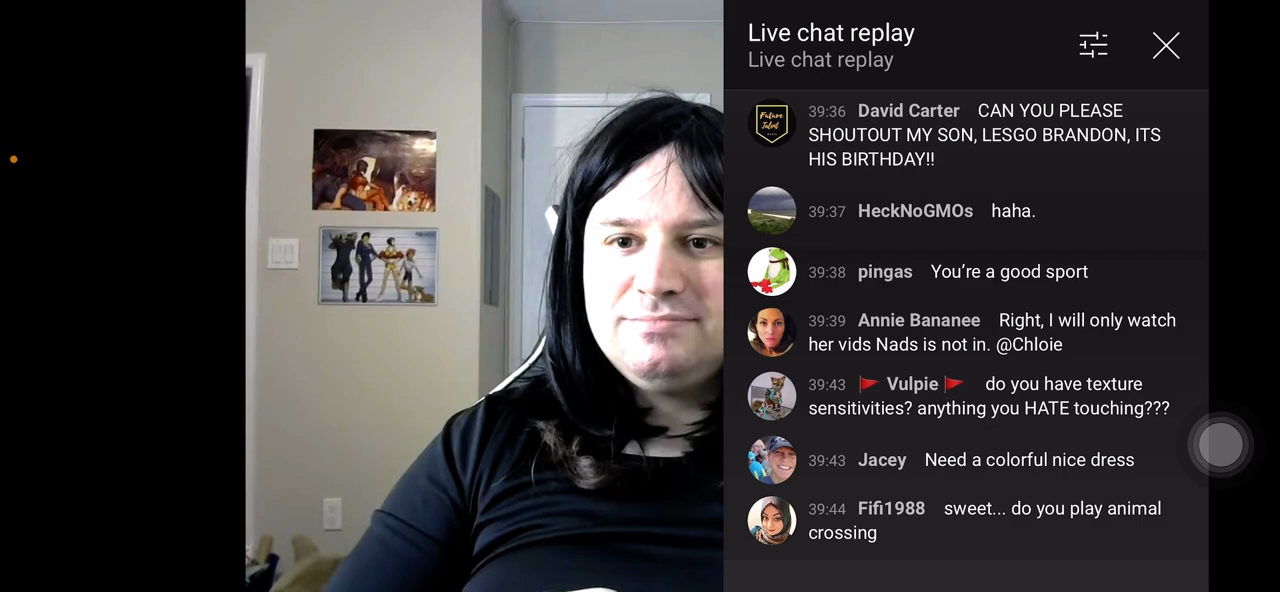 Live chat replay
Live chat replay
39:36 David Carter CAN YOU PLEASE
SHOUTOUT MY SON, LESGO BRANDON, ITS
HIS BIRTHDAY!!
Future
Talent
39:37 HeckNoGMOs haha.
39:38 pingas You’re a good sport
39:39 Annie Bananee Right, I will only watch
her vids Nads is not in. @Chloie
39:43 🚩 Vulpie 🚩 do you have texture
sensitivities? anything you HATE touching???
39:43 Jacey Need a colorful nice dress
39:44 Fifi1988 sweet... do you play animal
crossing